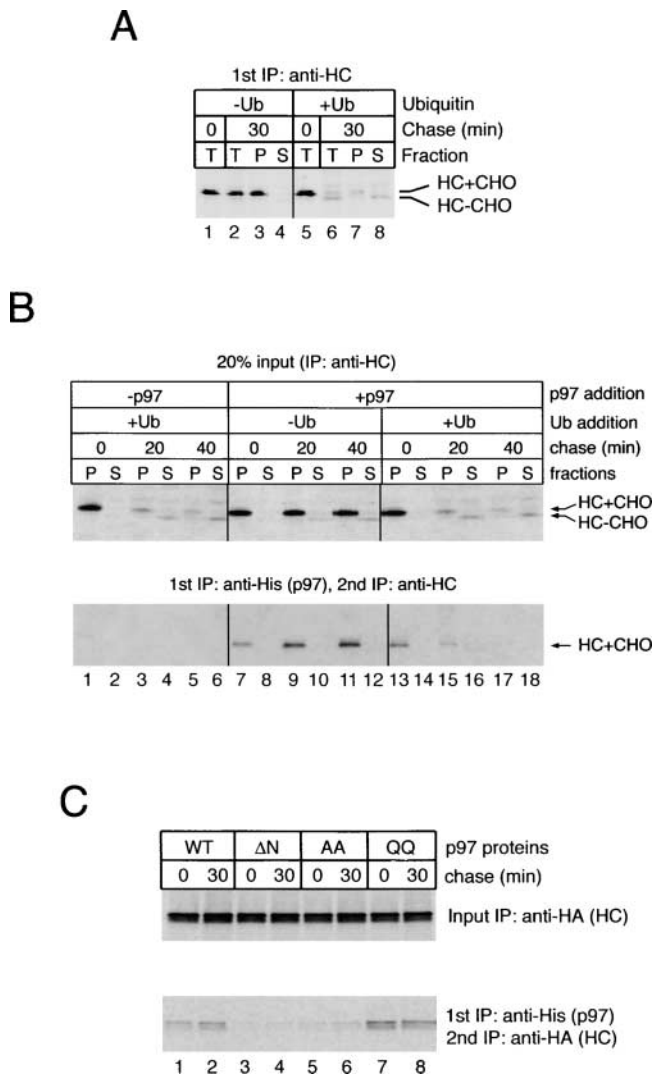 A
1st IP: anti-HC
-Ub +Ub Ubiquitin
0 30 0 30 Chase (min)
T T P S T T P S Fraction
HC+CHO
HC-CHO
1 2 3 4 5 6 7 8
B
20% input (IP: anti-HC)
-p97 +p97 p97 addition
+Ub -Ub +Ub Ub addition
0 20 40 0 20 40 0 20 40 chase (min)
P S P S P S P S P S P S P S P S P S fractions
HC+CHO
HC-CHO
1st IP: anti-His (p97), 2nd IP: anti-HC
HC+CHO
1 2 3 4 5 6 7 8 9 10 11 12 13 14 15 16 17 18
C
WT ΔN AA QQ p97 proteins
0 30 0 30 0 30 0 30 chase (min)
Input IP: anti-HA (HC)
1st IP: anti-His (p97)
2nd IP: anti-HA (HC)
1 2 3 4 5 6 7 8